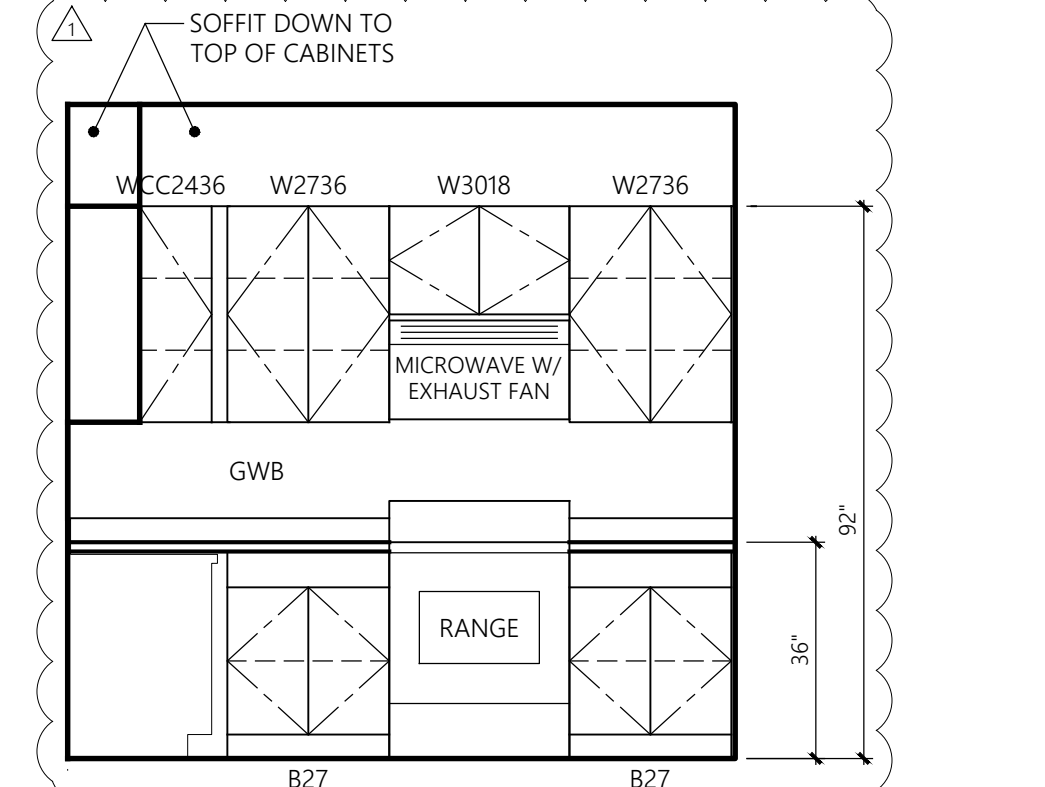 1
SOFFIT DOWN TO
TOP OF CABINETS
WCC2436
W2736
W3018
W2736
MICROWAVE W/
EXHAUST FAN
GWB
92"
36"
RANGE
B27
B27